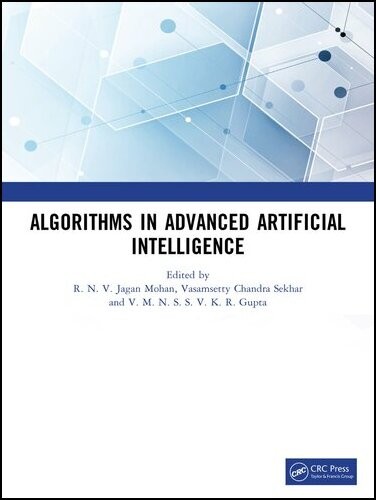 ALGORITHMS IN ADVANCED ARTIFICIAL
INTELLIGENCE
Edited by
R. N. V. Jagan Mohan, Vasamsetty Chandra Sekhar
and V. M. N. S. S. V. K. R. Gupta
CRC Press
Taylor & Francis Group